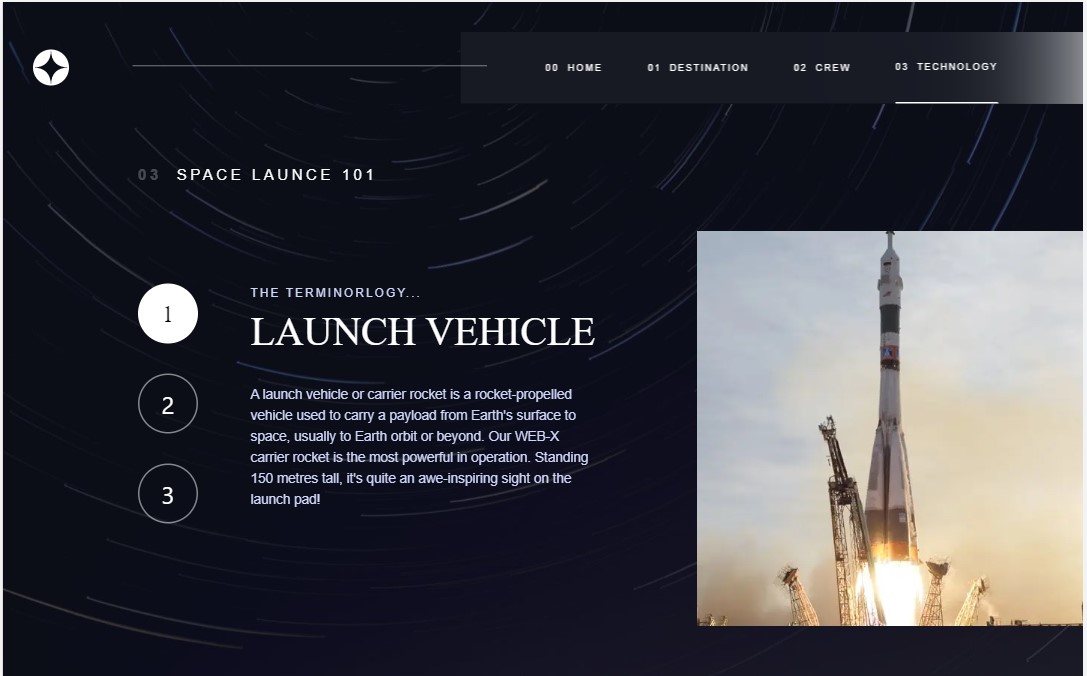 00 HOME 01 DESTINATION 02 CREW 03 TECHNOLOGY
03 SPACE LAUNCE 101
1
2
3
THE TERMINORLOGY...
LAUNCH VEHICLE
A launch vehicle or carrier rocket is a rocket-propelled
vehicle used to carry a payload from Earth's surface to
space, usually to Earth orbit or beyond. Our WEB-X
carrier rocket is the most powerful in operation. Standing
150 metres tall, it's quite an awe-inspiring sight on the
launch pad!